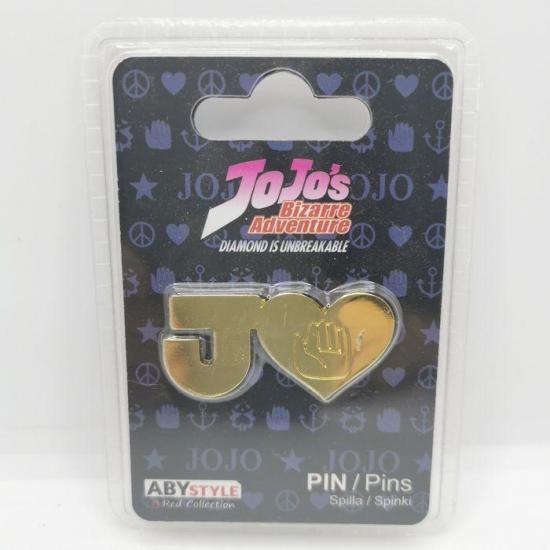 JOJO
JOJO'S
Bizarre
Adventure
DIAMOND IS UNBREAKABLE
J
JOJO
JOJO
ABYSTYLE
Red Collection
PIN / Pins
Spilla / Spinki